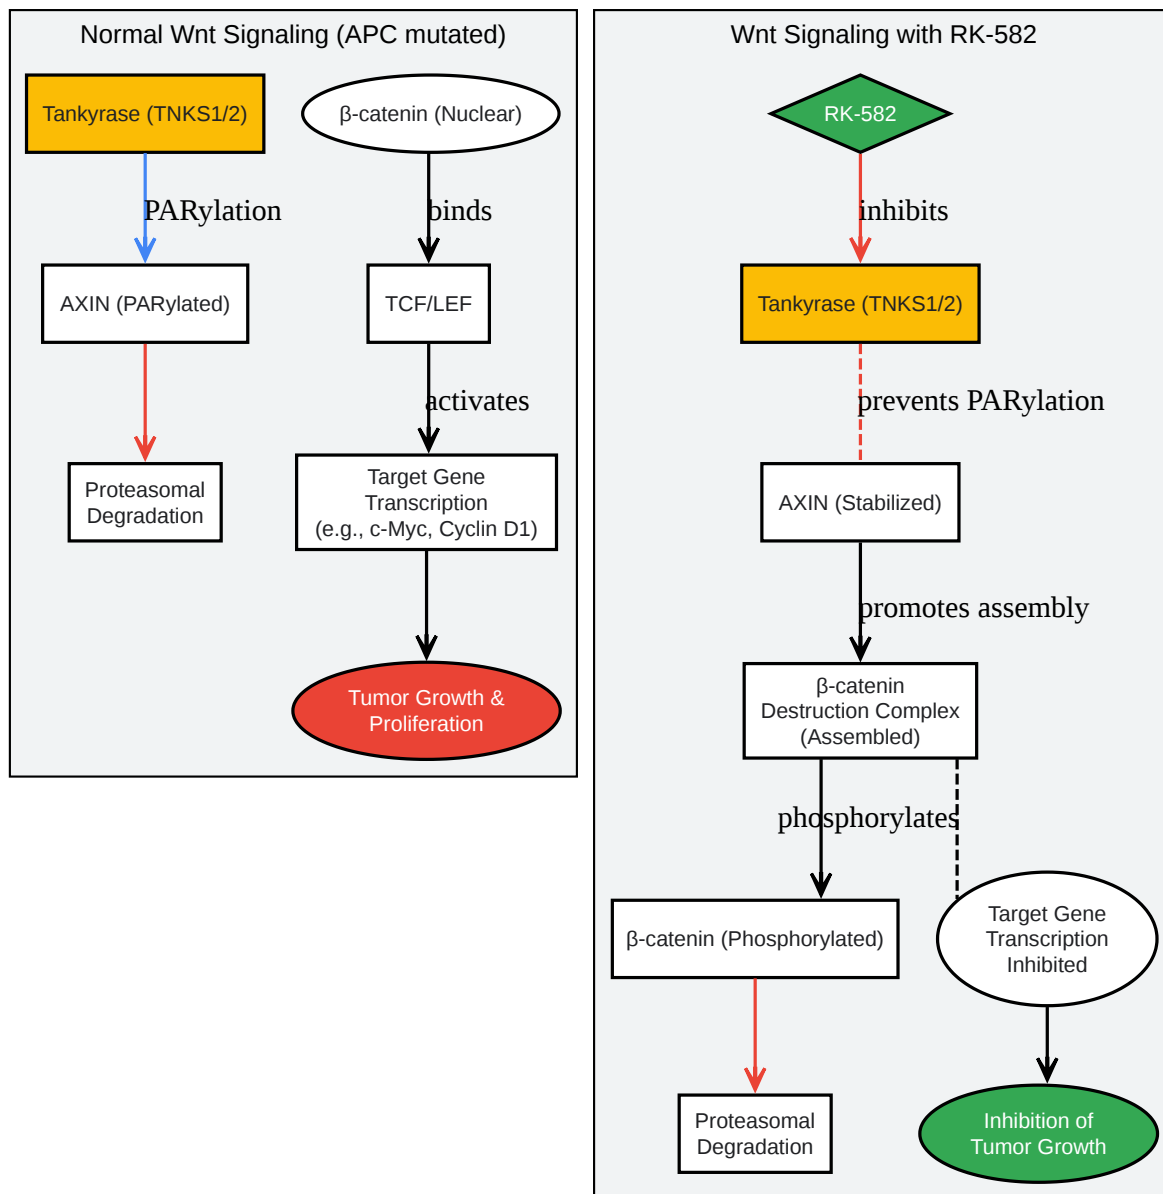 Normal Wnt Signaling (APC mutated)
Tankyrase (TNKS1/2)
PARylation
AXIN (PARylated)
Proteasomal
Degradation
β-catenin (Nuclear)
binds
TCF/LEF
activates
Target Gene
Transcription
(e.g., c-Myc, Cyclin D1)
Tumor Growth &
Proliferation
Wnt Signaling with RK-582
RK-582
inhibits
Tankyrase (TNKS1/2)
prevents PARylation
AXIN (Stabilized)
promotes assembly
β-catenin
Destruction Complex
(Assembled)
phosphorylates
β-catenin (Phosphorylated)
Proteasomal
Degradation
Target Gene
Transcription
Inhibited
Inhibition of
Tumor Growth